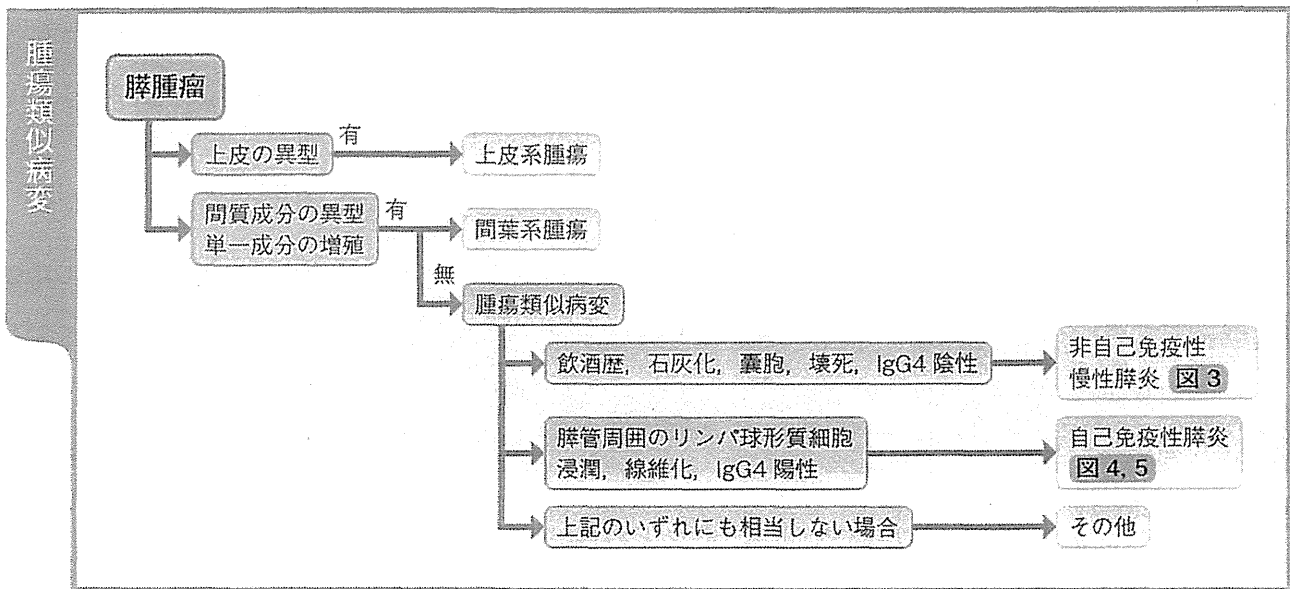 腫瘍類似病変
膵腫瘤
上皮の異型
有
上皮系腫瘍
間質成分の異型
単一成分の増殖
有
間葉系腫瘍
無
腫瘍類似病変
飲酒歴，石灰化，囊胞，壊死，IgG4 陰性
非自己免疫性
慢性膵炎 図 3
膵管周囲のリンパ球形質細胞
浸潤，線維化，IgG4 陽性
自己免疫性膵炎
図 4, 5
上記のいずれにも相当しない場合
その他